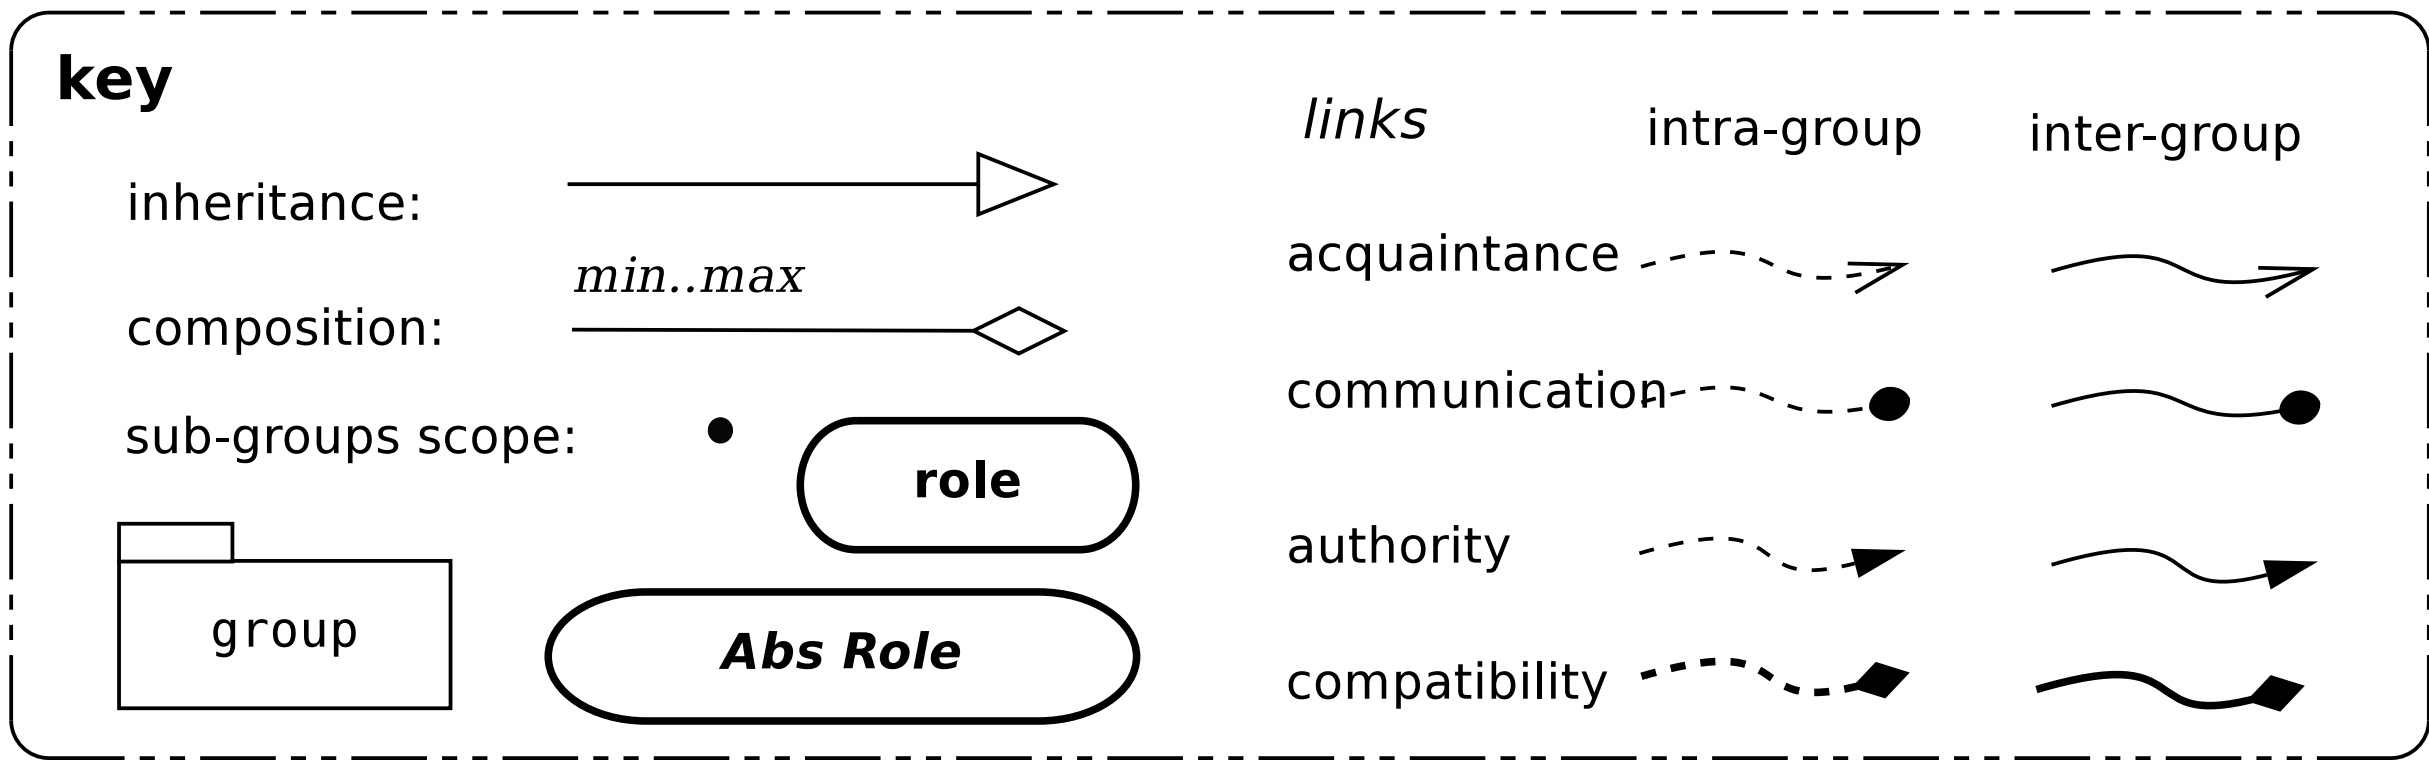 key
inheritance:
min..max
composition:
sub-groups scope:
role
group
Abs Role
links intra-group inter-group
acquaintance
communication
authority
compatibility